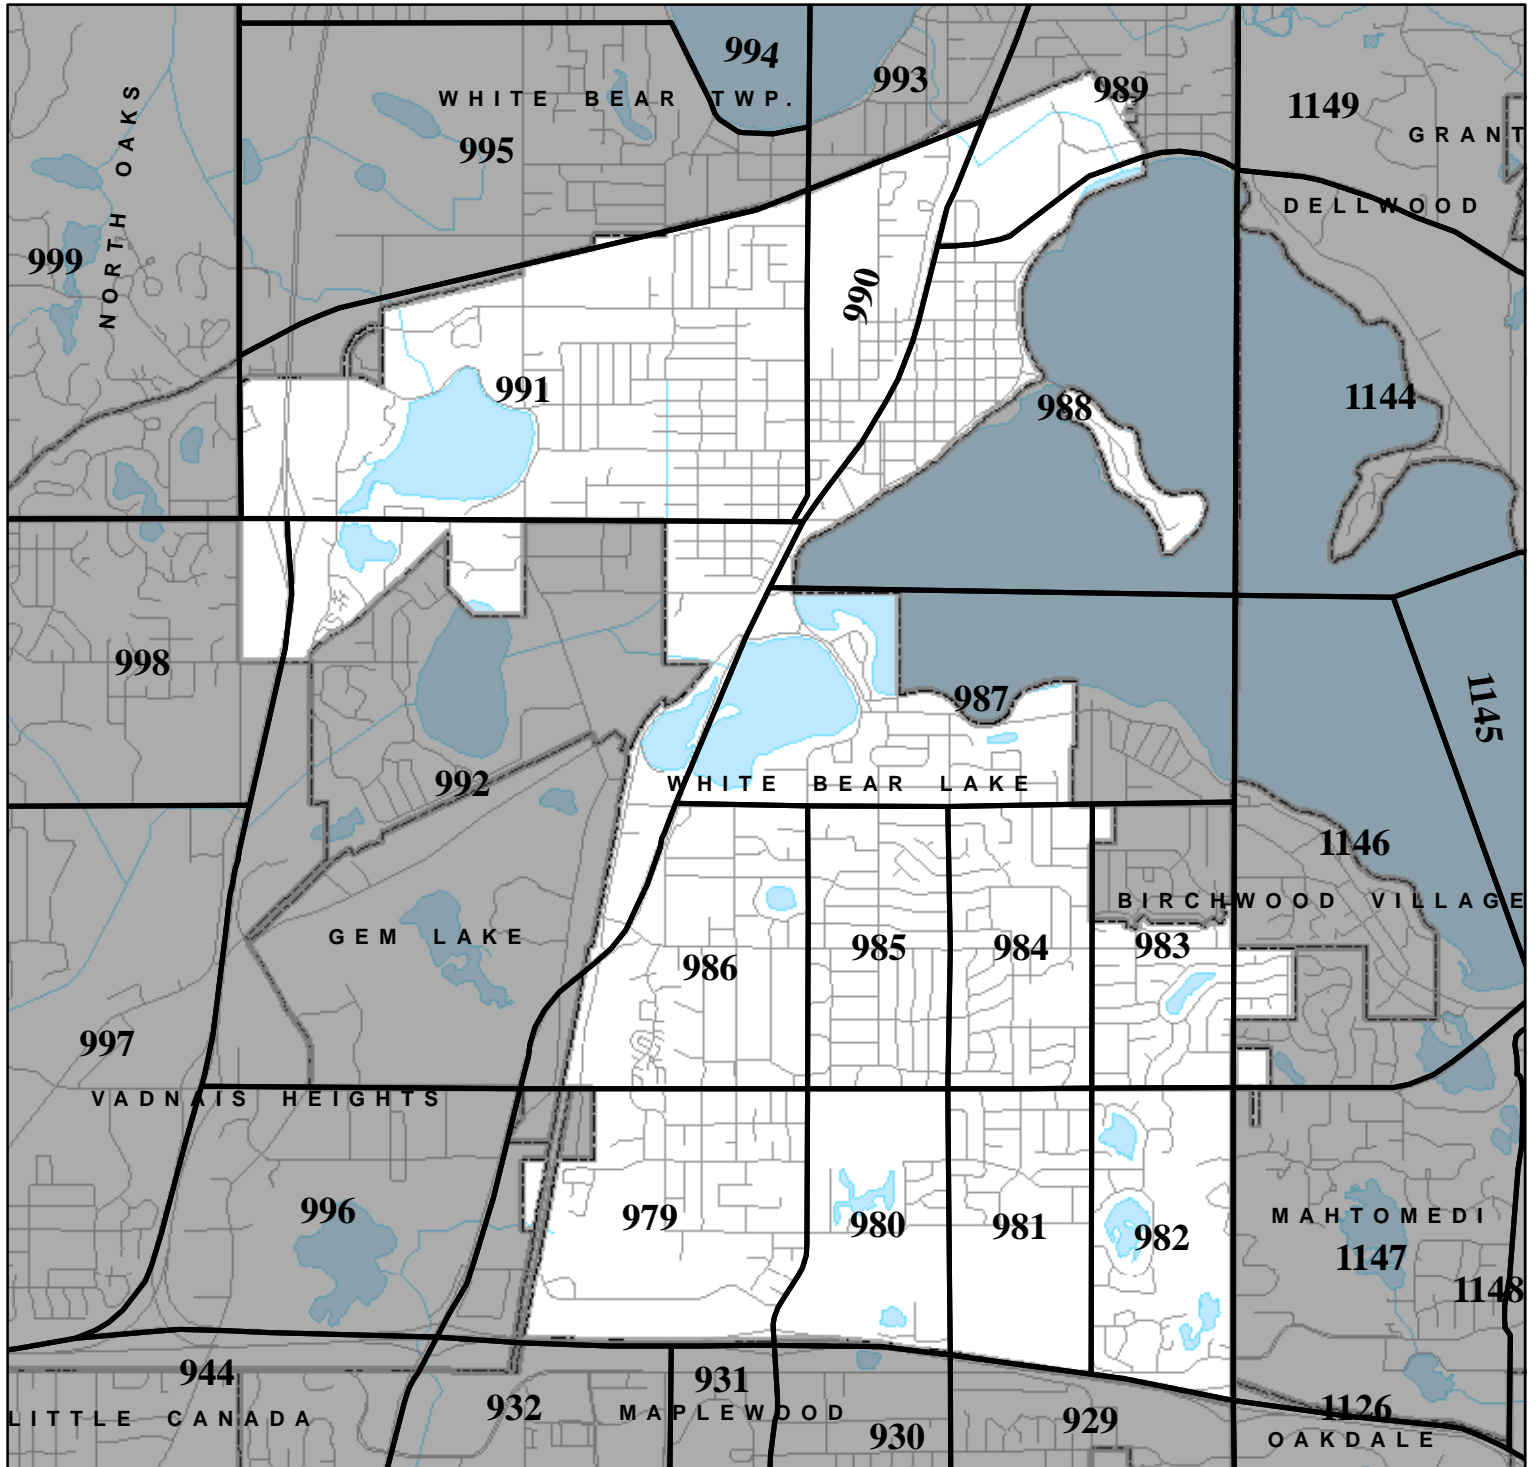 994
993
989
WHITE BEAR TWP.
1149
995
GRANT
NORTH OAKS
DELLWOOD
999
990
991
988
1144
998
987
1145
992
WHITE BEAR LAKE
1146
BIRCHWOOD VILLAGE
GEM LAKE
986
985
984
983
997
VADNAIS HEIGHTS
996
979
980
981
982
MAHTOMEDI
1147
1148
944
932
931
1126
LITTLE CANADA
MAPLEWOOD
930
929
OAKDALE